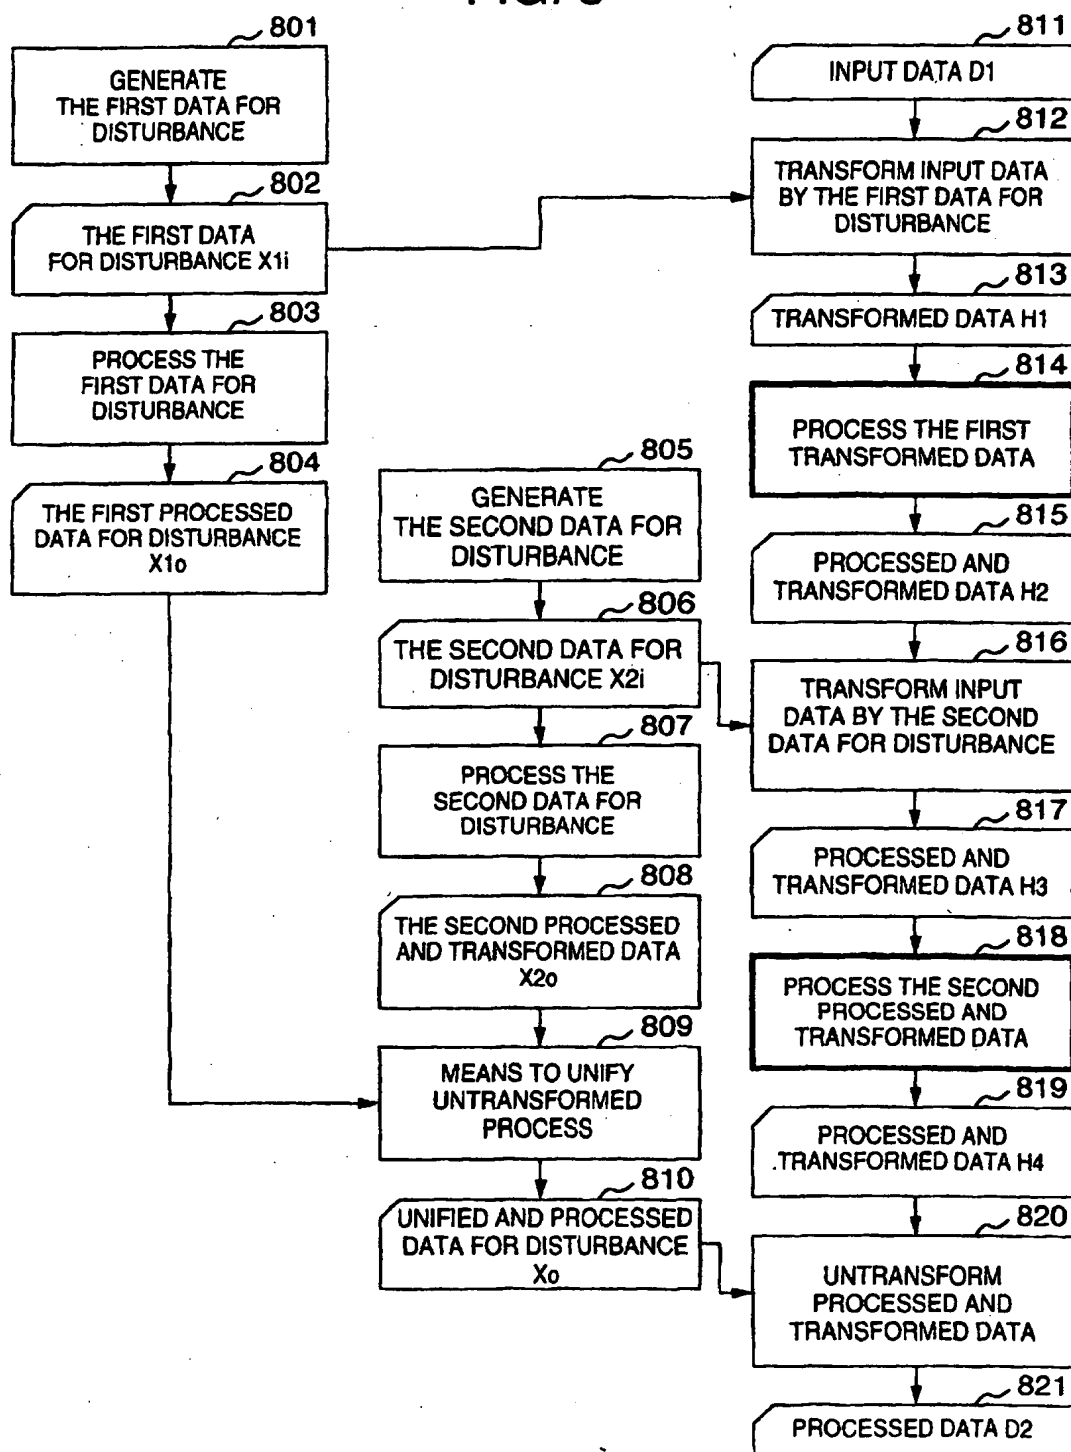 801
GENERATE
THE FIRST DATA FOR
DISTURBANCE
802
THE FIRST DATA
FOR DISTURBANCE X1i
803
PROCESS THE
FIRST DATA FOR
DISTURBANCE
804
THE FIRST PROCESSED
DATA FOR DISTURBANCE
X1o
805
GENERATE
THE SECOND DATA FOR
DISTURBANCE
806
THE SECOND DATA FOR
DISTURBANCE X2i
807
PROCESS THE
SECOND DATA FOR
DISTURBANCE
808
THE SECOND PROCESSED
AND TRANSFORMED DATA
X2o
809
MEANS TO UNIFY
UNTRANSFORMED
PROCESS
810
UNIFIED AND PROCESSED
DATA FOR DISTURBANCE
Xo
811
INPUT DATA D1
812
TRANSFORM INPUT DATA
BY THE FIRST DATA FOR
DISTURBANCE
813
TRANSFORMED DATA H1
814
PROCESS THE FIRST
TRANSFORMED DATA
815
PROCESSED AND
TRANSFORMED DATA H2
816
TRANSFORM INPUT
DATA BY THE SECOND
DATA FOR DISTURBANCE
817
PROCESSED AND
TRANSFORMED DATA H3
818
PROCESS THE SECOND
PROCESSED AND
TRANSFORMED DATA
819
PROCESSED AND
TRANSFORMED DATA H4
820
UNTRANSFORM
PROCESSED AND
TRANSFORMED DATA
821
PROCESSED DATA D2